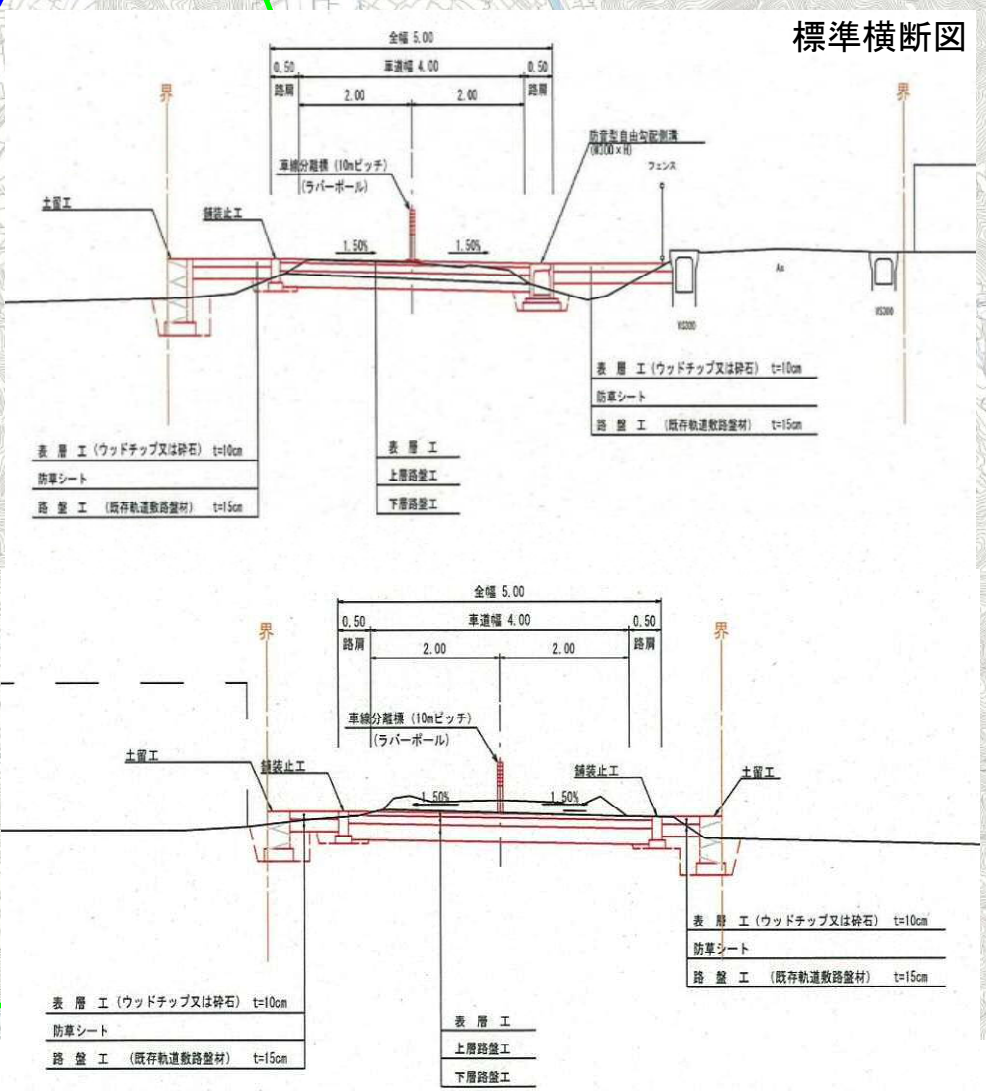 標準横断図
全幅 5.00
0.50
車道幅 4.00
0.50
路肩
2.00
2.00
路肩
界
界
防音型自由勾配側溝
(W300×H)
フェンス
車線分離標 (10mピッチ)
(ラバーポール)
土留工
舗装止工
1.50%
1.50%
As
VS300
VS300
表層工 (ウッドチップ又は砕石) t=10cm
防草シート
路盤工 (既存軌道敷路盤材) t=15cm
表層工 (ウッドチップ又は砕石) t=10cm
防草シート
路盤工 (既存軌道敷路盤材) t=15cm
表層工
上層路盤工
下層路盤工
全幅 5.00
0.50
車道幅 4.00
0.50
路肩
2.00
2.00
路肩
界
界
車線分離標 (10mピッチ)
(ラバーポール)
土留工
舗装止工
舗装止工
土留工
1.50%
1.50%
表層工 (ウッドチップ又は砕石) t=10cm
防草シート
路盤工 (既存軌道敷路盤材) t=15cm
表層工 (ウッドチップ又は砕石) t=10cm
防草シート
路盤工 (既存軌道敷路盤材) t=15cm
表層工
上層路盤工
下層路盤工